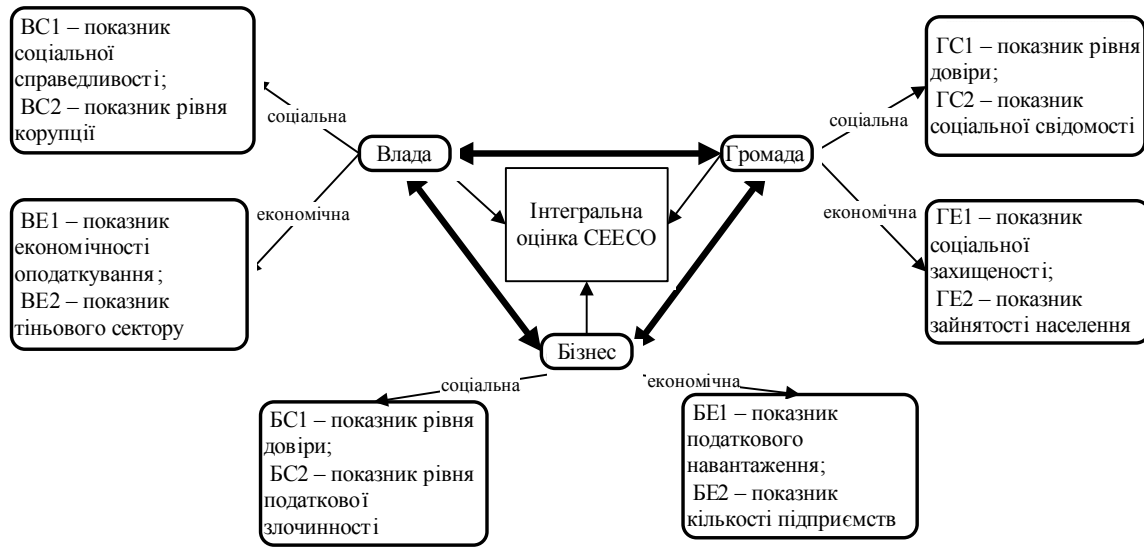 ВС1 – показник
соціальної
справедливості;
ВС2 – показник рівня
корупції
соціальна
Влада
економічна
ВЕ1 – показник
економічності
оподаткування;
ВЕ2 – показник
тіньового сектору
Інтегральна
оцінка СЕЕСО
Громада
соціальна
ГС1 – показник рівня
довіри;
ГС2 – показник
соціальної свідомості
економічна
ГЕ1 – показник
соціальної
захищеності;
ГЕ2 – показник
зайнятості населення
Бізнес
соціальна
БС1 – показник рівня
довіри;
БС2 – показник рівня
податкової
злочинності
економічна
БЕ1 – показник
податкового
навантаження;
БЕ2 – показник
кількості підприємств